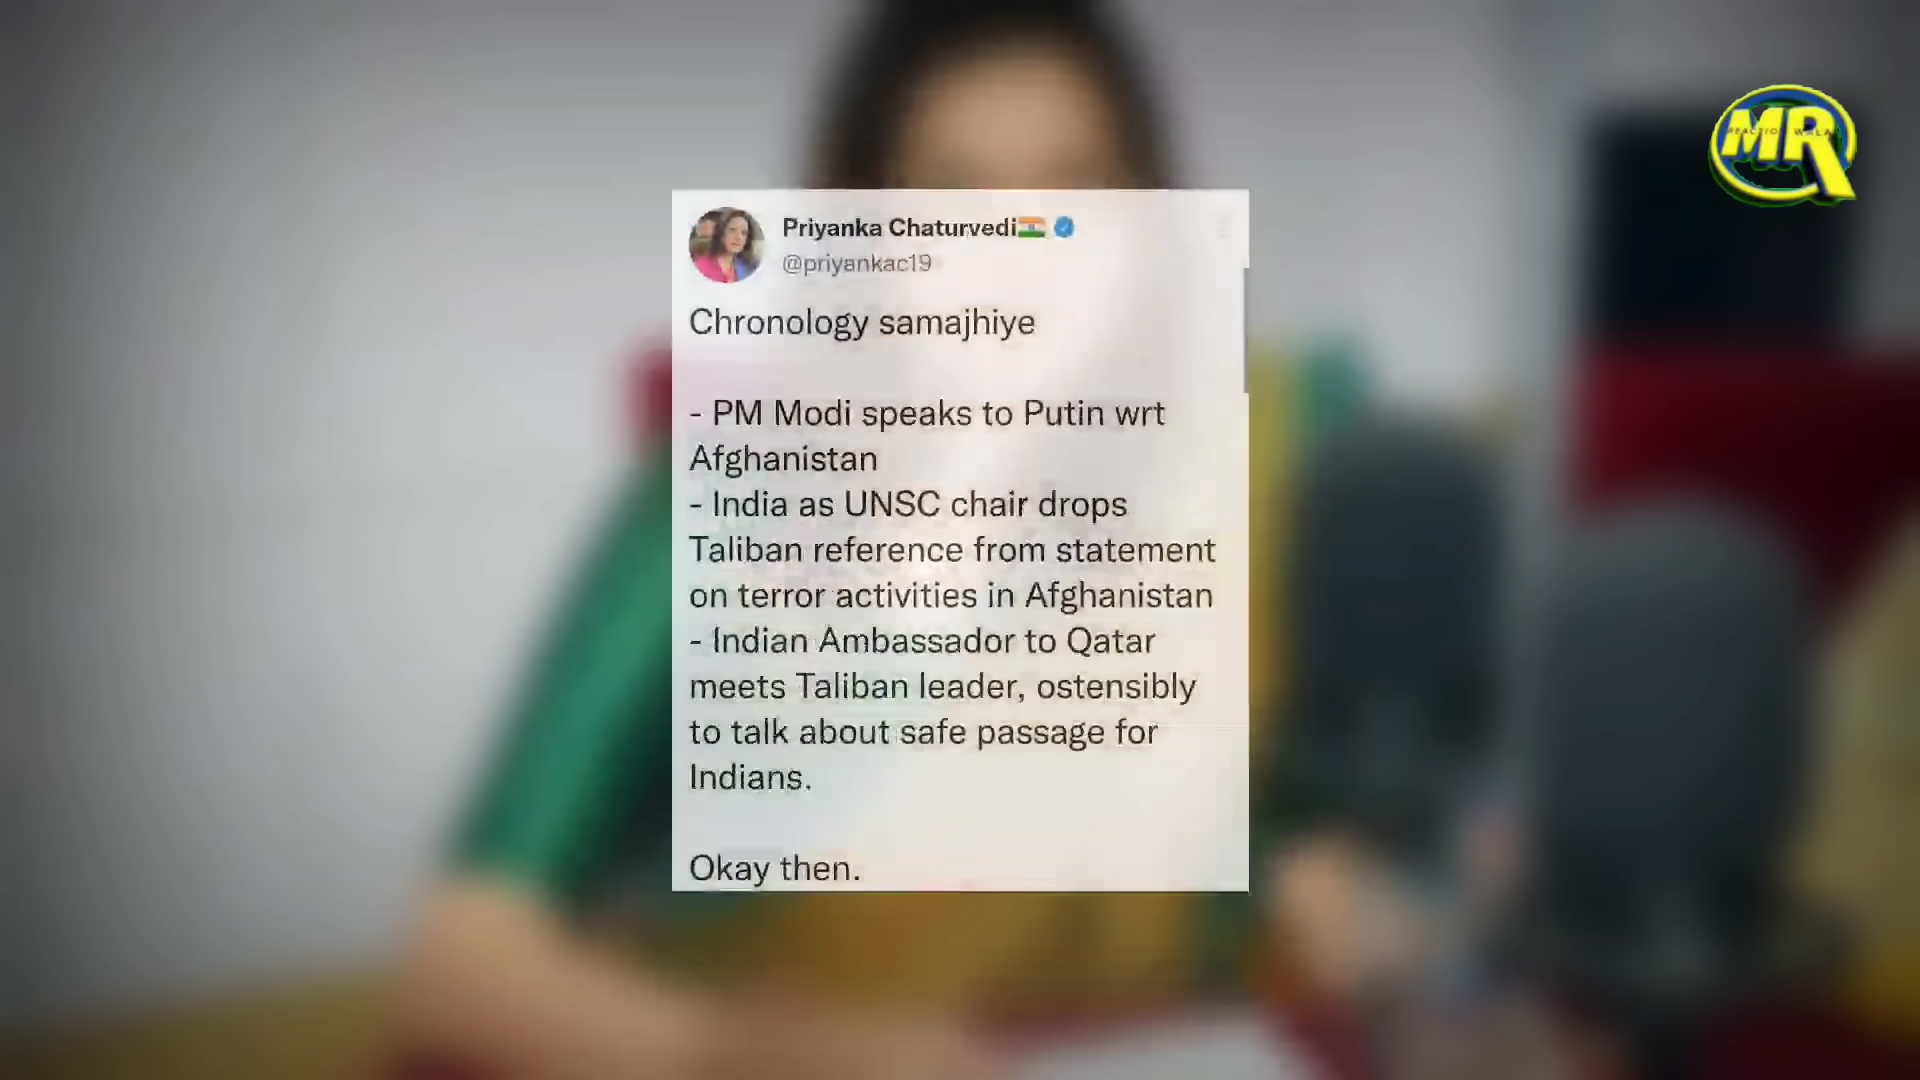 MR
REACTION WALA
Priyanka Chaturvedi
@priyankac19
Chronology samajhiye
- PM Modi speaks to Putin wrt
Afghanistan
- India as UNSC chair drops
Taliban reference from statement
on terror activities in Afghanistan
- Indian Ambassador to Qatar
meets Taliban leader, ostensibly
to talk about safe passage for
Indians.
Okay then.